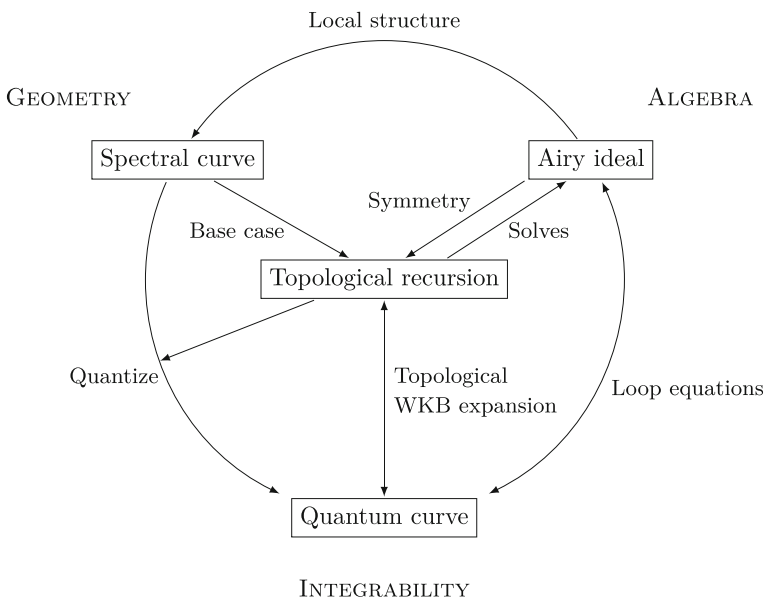 Local structure
GEOMETRY
ALGEBRA
Spectral curve
Airy ideal
Symmetry
Base case
Solves
Topological recursion
Quantize
Topological
WKB expansion
Loop equations
Quantum curve
INTEGRABILITY